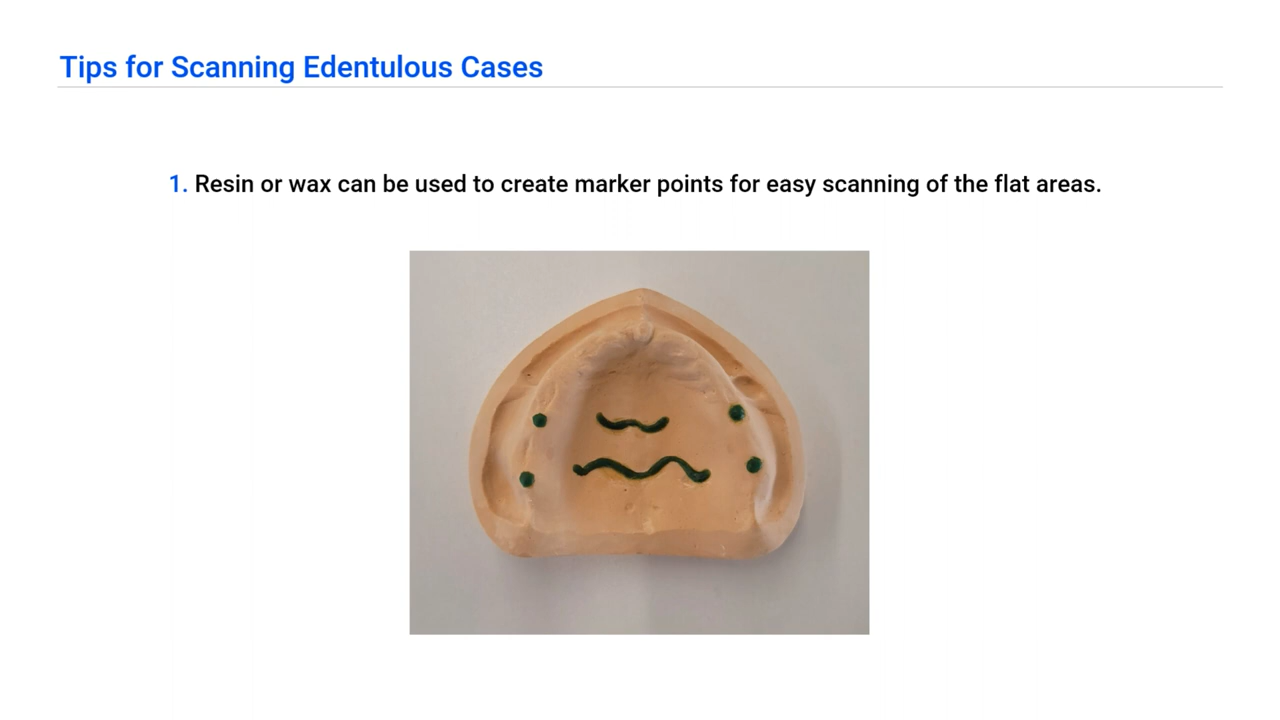 Tips for Scanning Edentulous Cases
1. Resin or wax can be used to create marker points for easy scanning of the flat areas.